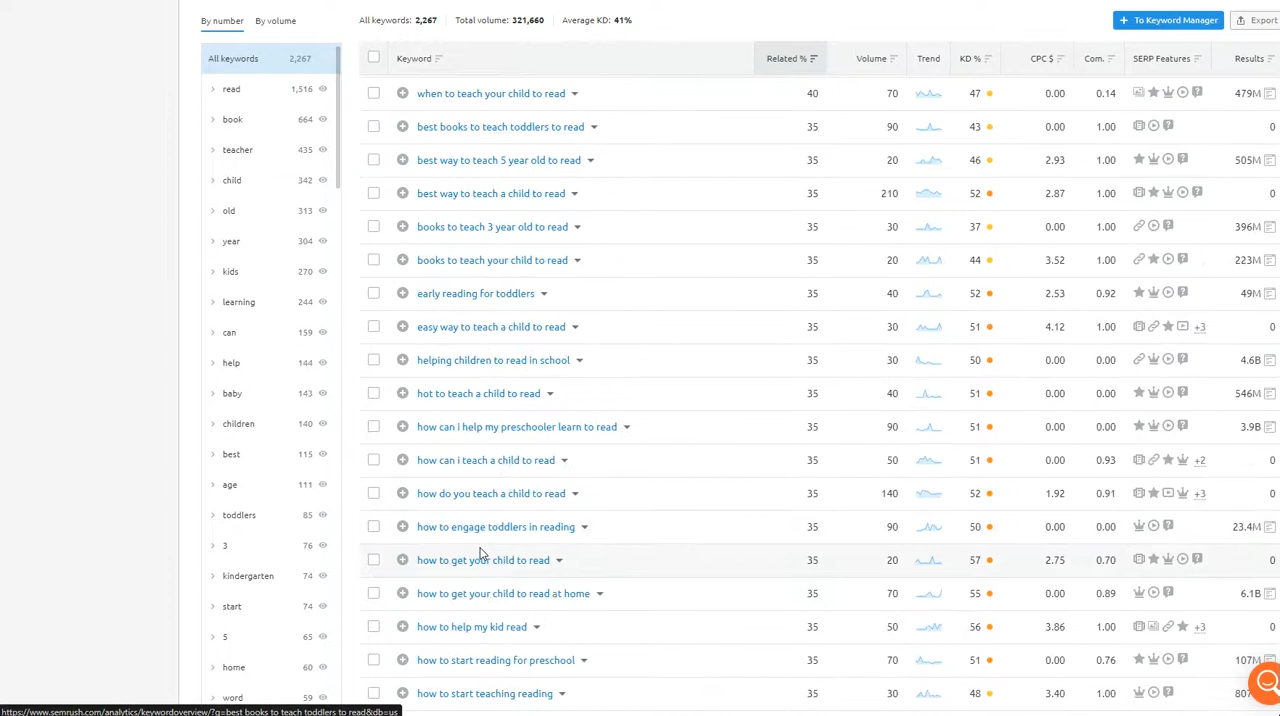 By number By volume All keywords: 2,267 Total volume: 321,660 Average KD: 41% + To Keyword Manager Export
All keywords 2,267 Keyword Related % Volume Trend KD % CPC $ Com. SERP Features Results
read 1,516 when to teach your child to read 40 70 47 0.00 0.14 479M
book 664 best books to teach toddlers to read 35 90 43 0.00 1.00 0
teacher 435 best way to teach 5 year old to read 35 20 46 2.93 1.00 505M
child 342 best way to teach a child to read 35 210 52 2.87 1.00 0
old 313 books to teach 3 year old to read 35 30 37 0.00 1.00 396M
year 304 books to teach your child to read 35 20 44 3.52 1.00 223M
kids 270 early reading for toddlers 35 40 52 2.53 0.92 49M
learning 244 easy way to teach a child to read 35 30 51 4.12 1.00 +3 0
can 159 helping children to read in school 35 30 50 0.00 0.00 4.6B
help 144 hot to teach a child to read 35 40 51 0.00 1.00 546M
baby 143 how can i help my preschooler learn to read 35 90 51 0.00 1.00 3.9B
children 140 how can i teach a child to read 35 50 51 0.00 0.93 +2 0
best 115 how do you teach a child to read 35 140 52 1.92 0.91 +3 0
age 111 how to engage toddlers in reading 35 90 50 0.00 0.00 23.4M
toddlers 85 how to get your child to read 35 20 57 2.75 0.70 0
3 76 how to get your child to read at home 35 70 55 0.00 0.89 6.1B
kindergarten 74 how to help my kid read 35 50 56 3.86 1.00 +3 0
start 74 how to start reading for preschool 35 70 51 0.00 0.76 107M
5 65 how to start teaching reading 35 30 48 3.40 1.00
home 60
word 59
https://www.semrush.com/analytics/keywordoverview/?q=best books to teach toddlers to read&db=us